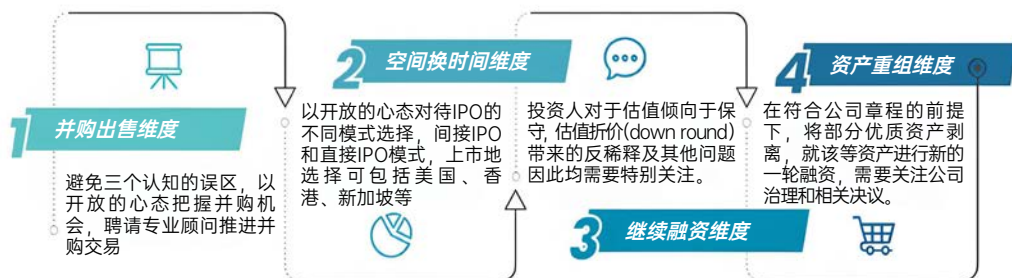 1 并购出售维度
避免三个认知的误区，以
开放的心态把握并购机
会，聘请专业顾问推进并
购交易
2 空间换时间维度
以开放的心态对待IPO的
不同模式选择，间接IPO
和直接IPO模式，上市地
选择可包括美国、香
港、新加坡等
投资人对于估值倾向于保
守, 估值折价(down round)
带来的反稀释及其他问题
因此均需要特别关注。
3 继续融资维度
4 资产重组维度
在符合公司章程的前提
下，将部分优质资产剥
离，就该等资产进行新的
一轮融资，需要关注公司
治理和相关决议。